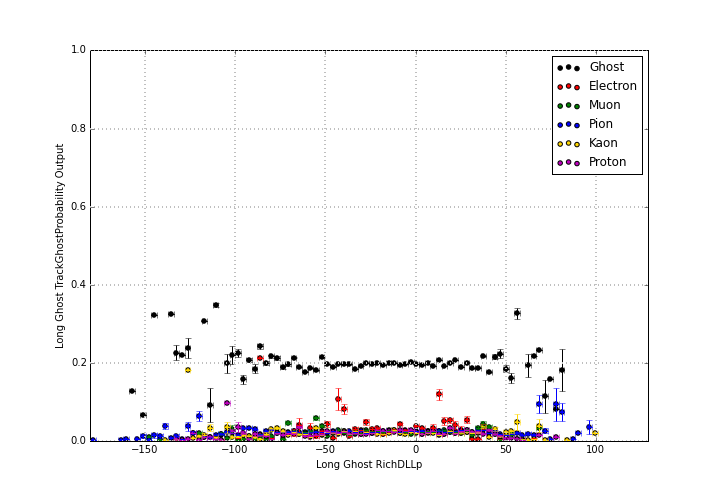 1.0
0.8
0.6
0.4
0.2
0.0
Long Ghost TrackGhostProbability Output
Ghost
Electron
Muon
Pion
Kaon
Proton
−150
−100
−50
0
50
100
Long Ghost RichDLLp